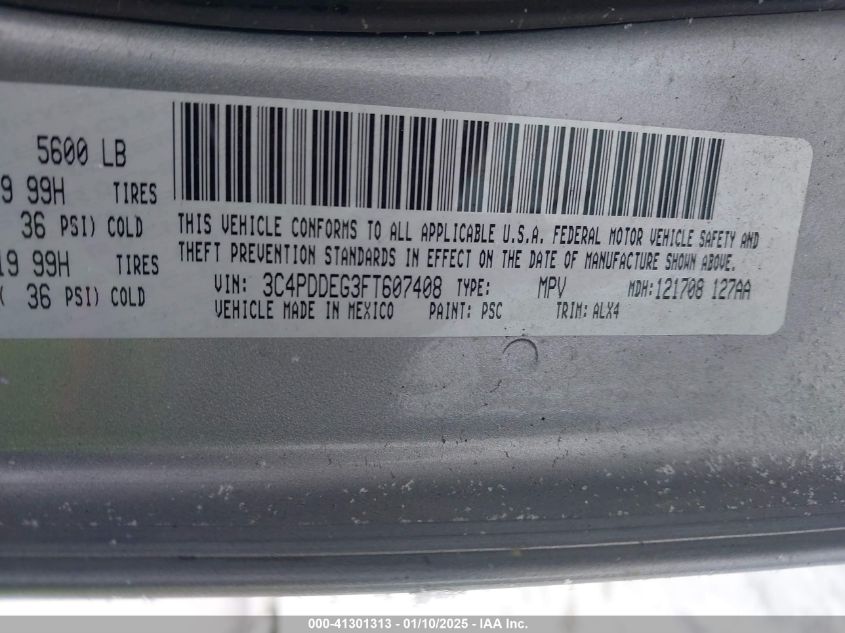 5600 LB
9 99H TIRES
36 PSI) COLD
19 99H TIRES
( 36 PSI) COLD
THIS VEHICLE CONFORMS TO ALL APPLICABLE U.S.A. FEDERAL MOTOR VEHICLE SAFETY AND
THEFT PREVENTION STANDARDS IN EFFECT ON THE DATE OF MANUFACTURE SHOWN ABOVE.
VIN: 3C4PDDEG3FT607408 TYPE: MPV MDH: 121708 127AA
VEHICLE MADE IN MEXICO PAINT: PSC TRIM: ALX4
000-41301313 — 01/10/2025 — IAA Inc.